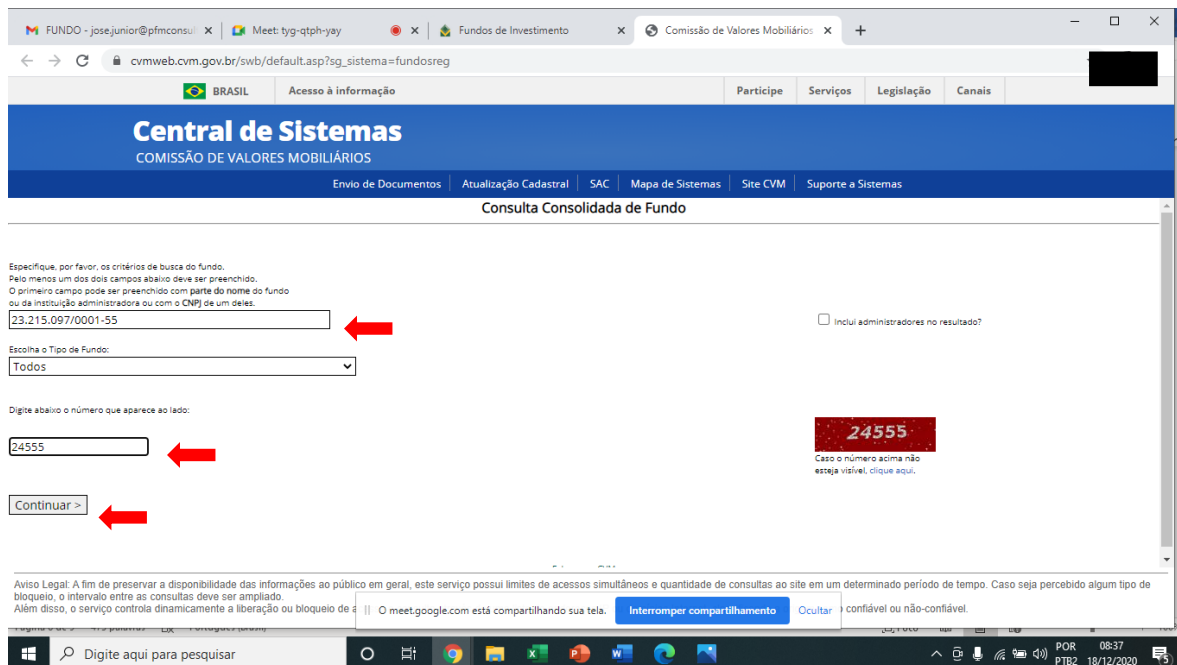 FUNDO - jose.junior@pfmconsul
Meet: tyg-qtph-yay
Fundos de Investimento
Comissão de Valores Mobiliários
cvmweb.cvm.gov.br/swb/default.asp?sg_sistema=fundosreg
BRASIL
Acesso à informação
Participe
Serviços
Legislação
Canais
Central de Sistemas
COMISSÃO DE VALORES MOBILIÁRIOS
Envio de Documentos
Atualização Cadastral
SAC
Mapa de Sistemas
Site CVM
Suporte a Sistemas
Consulta Consolidada de Fundo
Especifique, por favor, os critérios de busca do fundo.
Pelo menos um dos dois campos abaixo deve ser preenchido.
O primeiro campo pode ser preenchido com parte do nome do fundo
ou da instituição administradora ou com o CNPJ de um deles.
23.215.097/0001-55
Inclui administradores no resultado?
Escolha o Tipo de Fundo:
Todos
Digite abaixo o número que aparece ao lado:
24555
24555
Caso o número acima não
esteja visível, clique aqui.
Continuar >
Aviso Legal: A fim de preservar a disponibilidade das informações ao público em geral, este serviço possui limites de acessos simultâneos e quantidade de consultas ao site em um determinado período de tempo. Caso seja percebido algum tipo de
bloqueio, o intervalo entre as consultas deve ser ampliado.
Além disso, o serviço controla dinamicamente a liberação ou bloqueio de
confiável ou não-confiável.
O meet.google.com está compartilhando sua tela.
Interromper compartilhamento
Ocultar
Digite aqui para pesquisar
POR
PTB2
08:37
18/12/2020